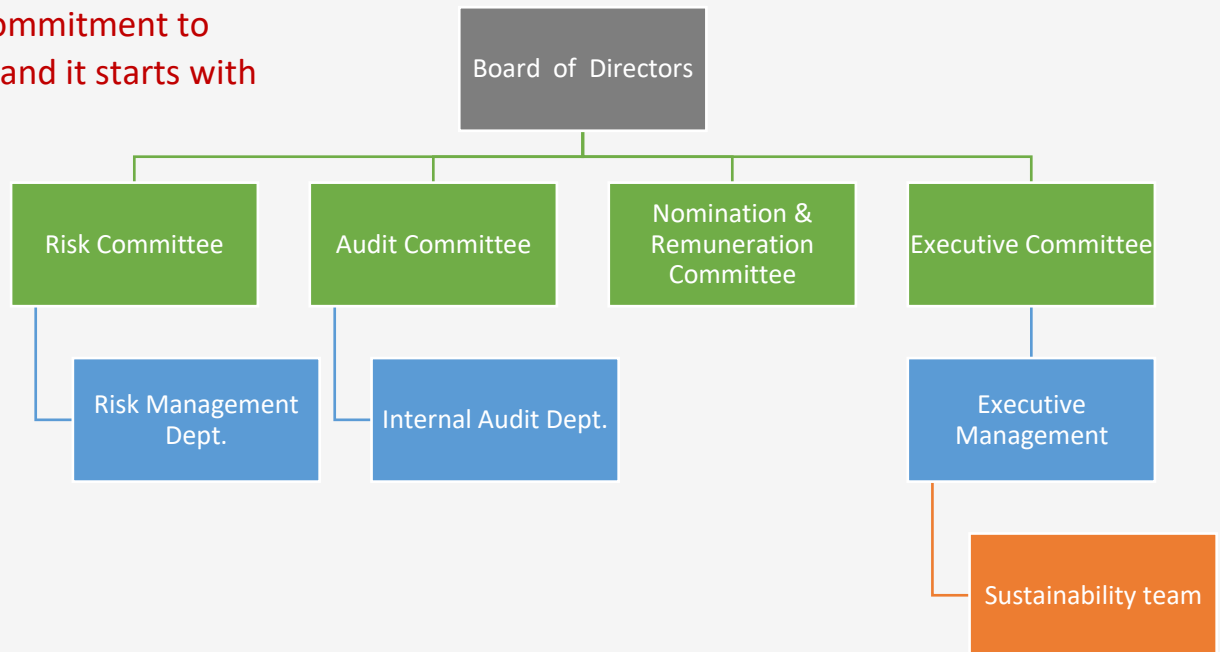 ommitment to
and it starts with
Board of Directors
Risk Committee
Audit Committee
Nomination &
Remuneration
Committee
Executive Committee
Risk Management
Dept.
Internal Audit Dept.
Executive
Management
Sustainability team